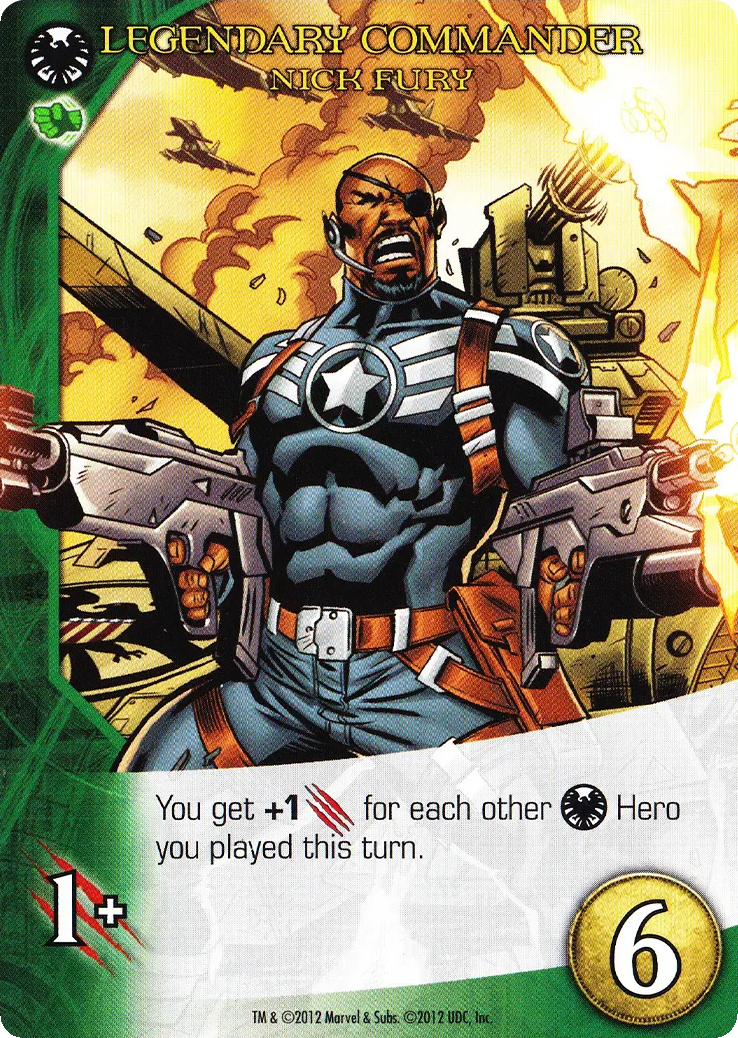 LEGENDARY COMMANDER
NICK FURY
You get +1 for each other Hero
you played this turn.
1+
6
TM & ©2012 Marvel & Subs. ©2012 UDC, Inc.